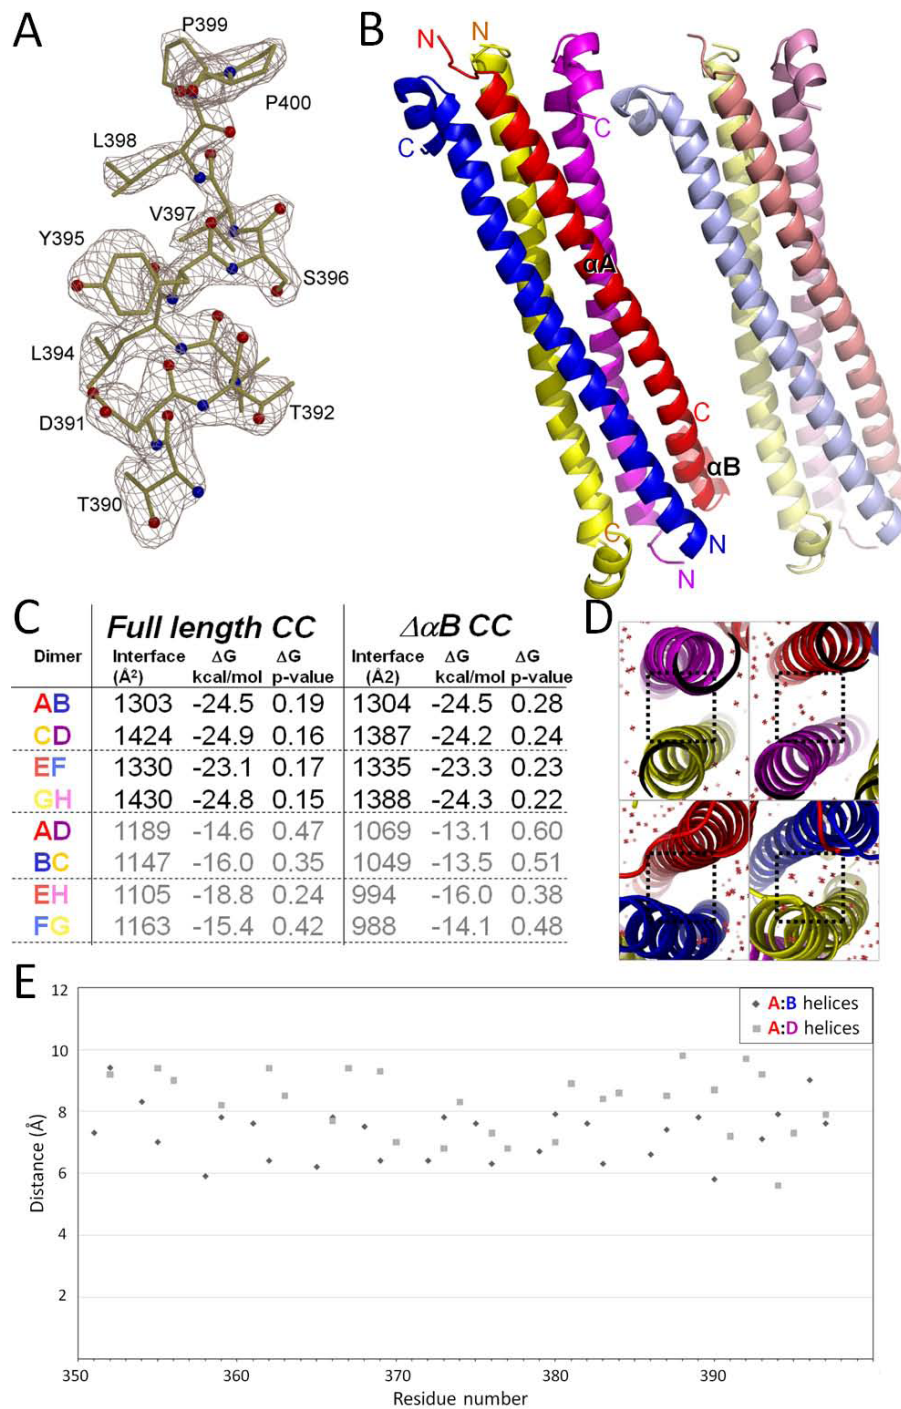 A
P399
P400
L398
V397
Y395
S396
L394
D391
T392
T390
B
N
N
C
C
αA
C
αB
C
N
N
C
Full length CC
ΔαB CC
Dimer
Interface (Å²)
ΔG kcal/mol
ΔG p-value
Interface (Å2)
ΔG kcal/mol
ΔG p-value
AB 1303 -24.5 0.19 1304 -24.5 0.28
CD 1424 -24.9 0.16 1387 -24.2 0.24
EF 1330 -23.1 0.17 1335 -23.3 0.23
GH 1430 -24.8 0.15 1388 -24.3 0.22
AD 1189 -14.6 0.47 1069 -13.1 0.60
BC 1147 -16.0 0.35 1049 -13.5 0.51
EH 1105 -18.8 0.24 994 -16.0 0.38
FG 1163 -15.4 0.42 988 -14.1 0.48
D
E
A:B helices
A:D helices
12
10
8
6
4
2
Distance (Å)
350 360 370 380 390
Residue number